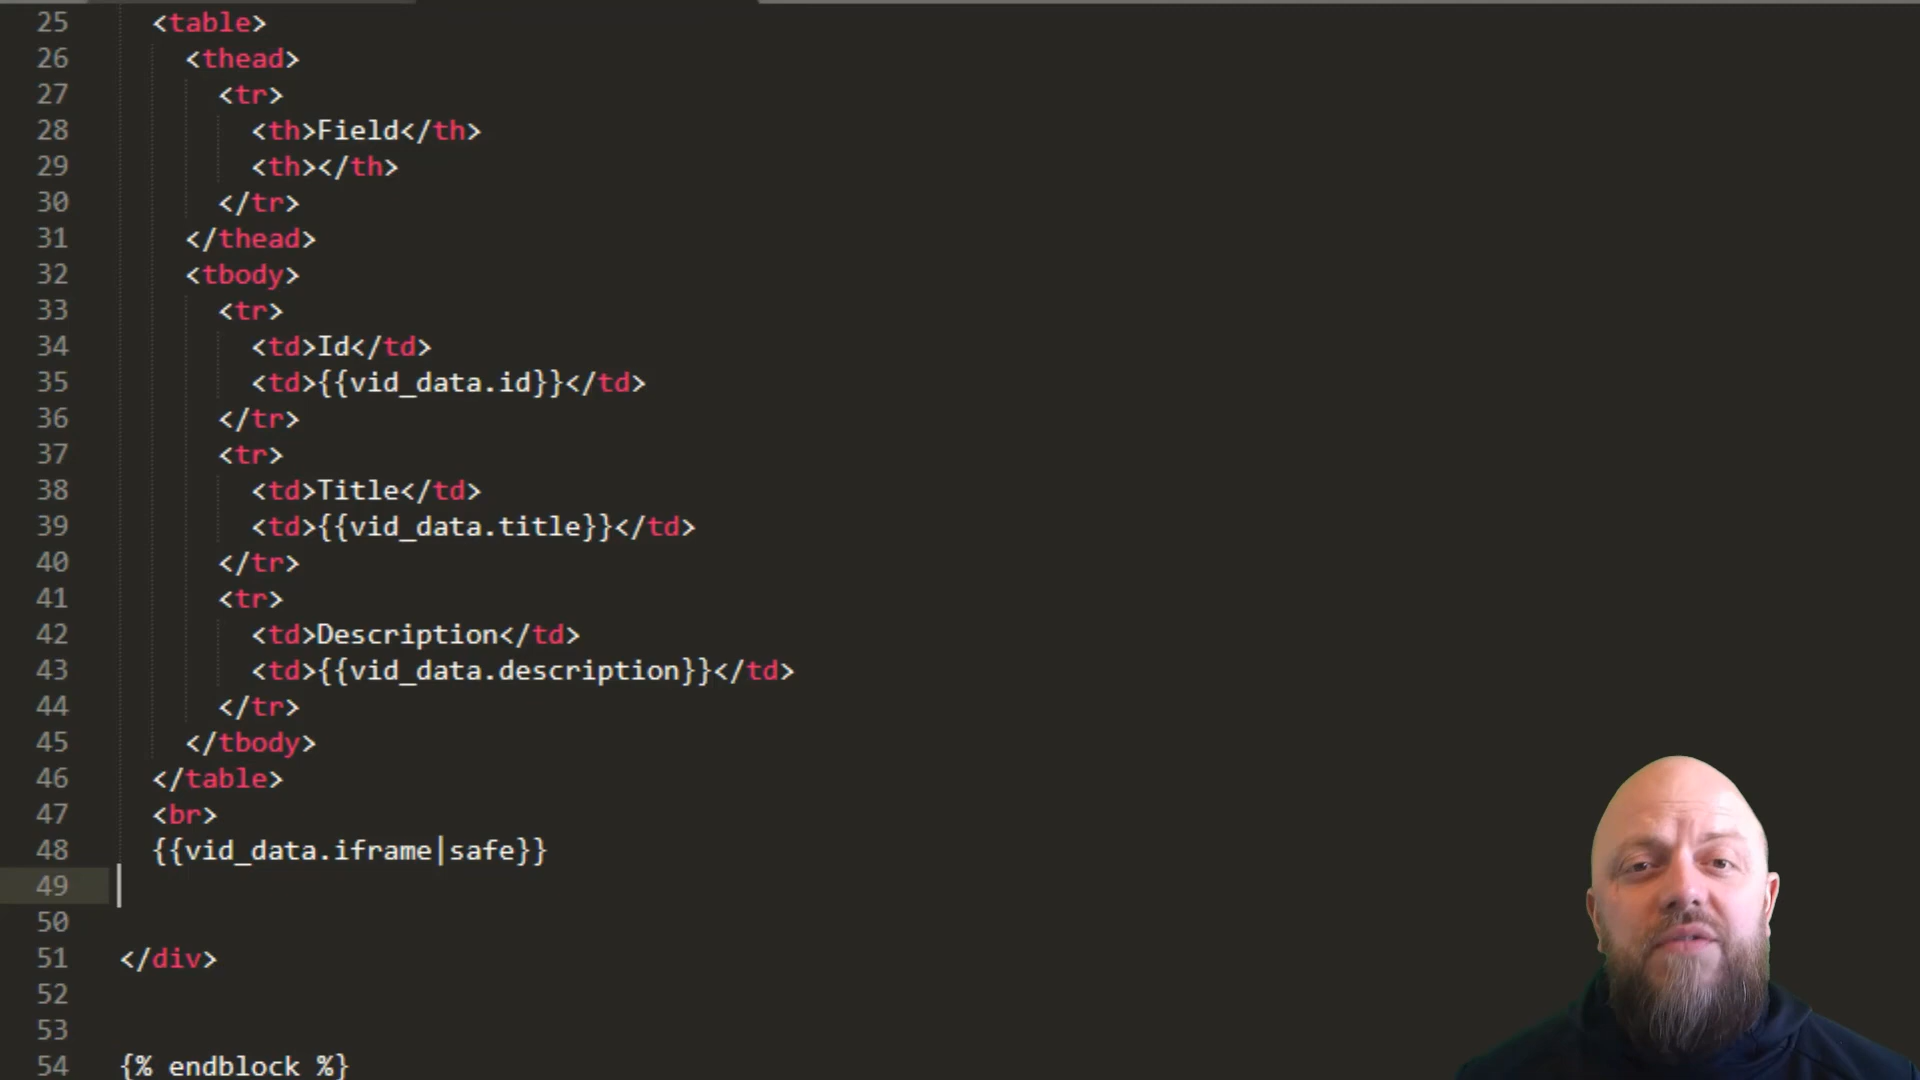 25 <table>
26 <thead>
27 <tr>
28 <th>Field</th>
29 <th></th>
30 </tr>
31 </thead>
32 <tbody>
33 <tr>
34 <td>Id</td>
35 <td>{{vid_data.id}}</td>
36 </tr>
37 <tr>
38 <td>Title</td>
39 <td>{{vid_data.title}}</td>
40 </tr>
41 <tr>
42 <td>Description</td>
43 <td>{{vid_data.description}}</td>
44 </tr>
45 </tbody>
46 </table>
47 <br>
48 {{vid_data.iframe|safe}}
49
50
51 </div>
52
53
54 {% endblock %}